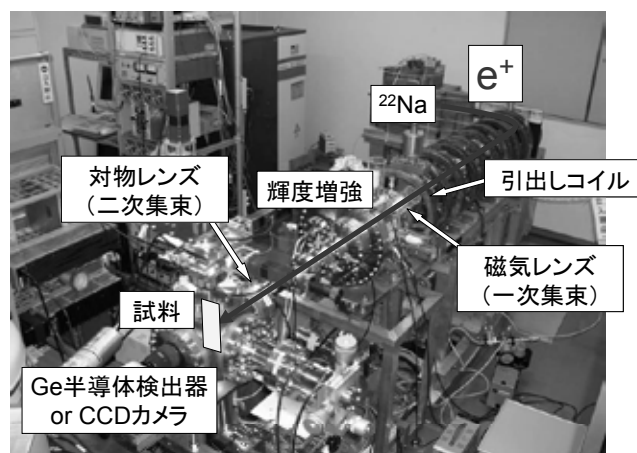 e+
22Na
対物レンズ
（二次集束）
輝度増強
引出しコイル
磁気レンズ
（一次集束）
試料
Ge半導体検出器
or CCDカメラ